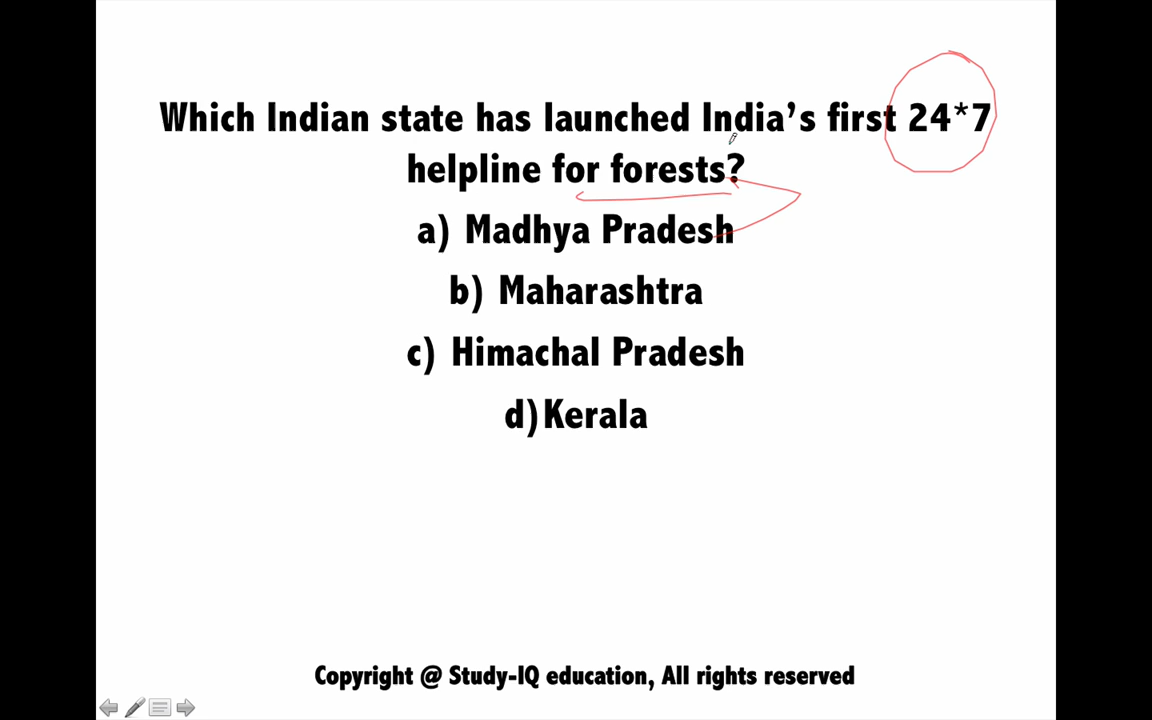 Which Indian state has launched India’s first 24*7
helpline for forests?
a) Madhya Pradesh
b) Maharashtra
c) Himachal Pradesh
d)Kerala
Copyright @ Study-IQ education, All rights reserved